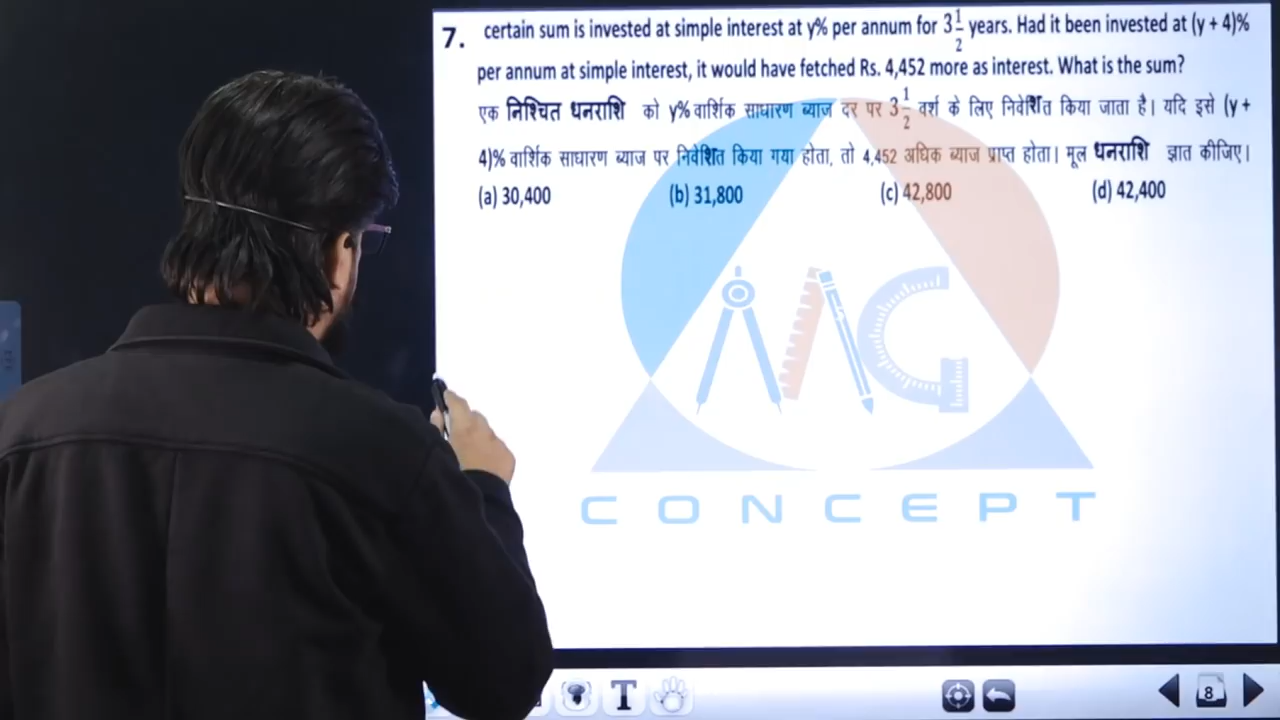 7. certain sum is invested at simple interest at y% per annum for 3 1/2 years. Had it been invested at (y + 4)%
per annum at simple interest, it would have fetched Rs. 4,452 more as interest. What is the sum?
एक निश्चित धनराशि को y% वार्शिक साधारण ब्याज दर पर 3 1/2 वर्श के लिए निवेशित किया जाता है। यदि इसे (y +
4)% वार्शिक साधारण ब्याज पर निवेशित किया गया होता, तो 4,452 अधिक ब्याज प्राप्त होता। मूल धनराशि ज्ञात कीजिए।
(a) 30,400 (b) 31,800 (c) 42,800 (d) 42,400
MG
CONCEPT
T 8